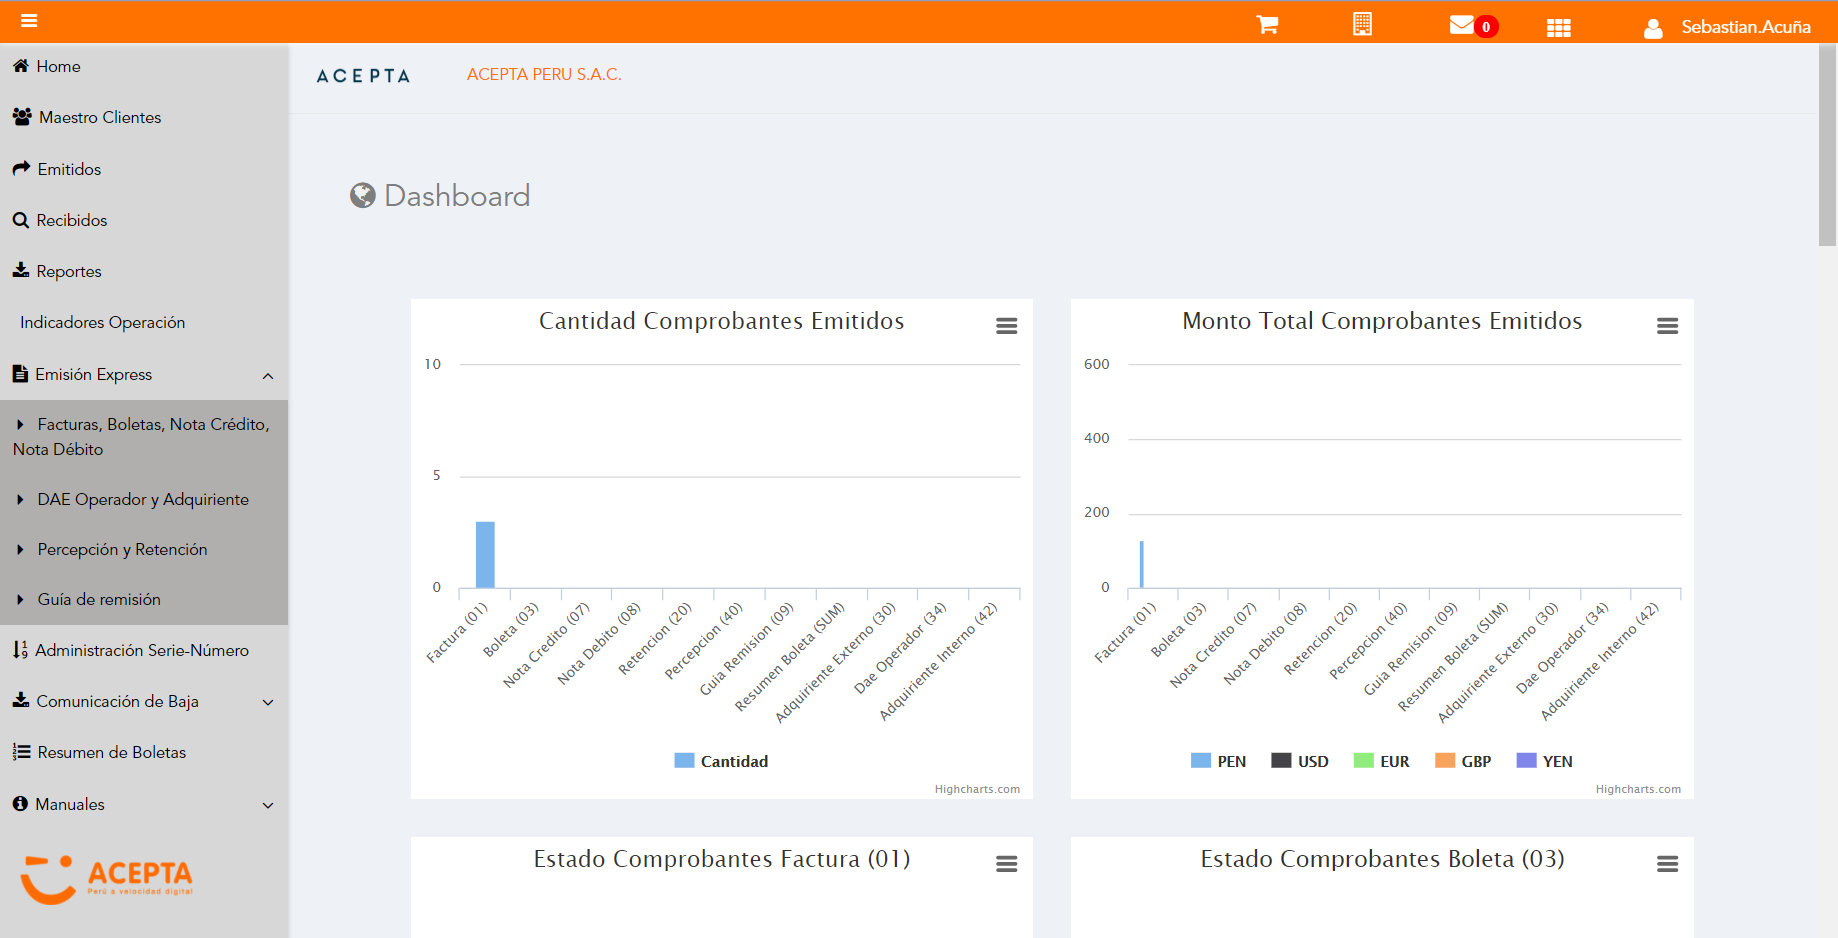 0
Sebastian.Acuña
Home
Maestro Clientes
Emitidos
Recibidos
Reportes
Indicadores Operación
Emisión Express
Facturas, Boletas, Nota Crédito,
Nota Débito
DAE Operador y Adquiriente
Percepción y Retención
Guía de remisión
Administración Serie-Número
Comunicación de Baja
Resumen de Boletas
Manuales
ACEPTA
Perú a velocidad digital
ACEPTA
ACEPTA PERU S.A.C.
Dashboard
Cantidad Comprobantes Emitidos
10
5
0
Factura (01)
Boleta (03)
Nota Credito (07)
Nota Debito (08)
Retencion (20)
Percepcion (40)
Guia Remision (09)
Resumen Boleta (SUM)
Adquiriente Externo (30)
Dae Operador (34)
Adquiriente Interno (42)
Cantidad
Highcharts.com
Monto Total Comprobantes Emitidos
600
400
200
0
Factura (01)
Boleta (03)
Nota Credito (07)
Nota Debito (08)
Retencion (20)
Percepcion (40)
Guia Remision (09)
Resumen Boleta (SUM)
Adquiriente Externo (30)
Dae Operador (34)
Adquiriente Interno (42)
PEN USD EUR GBP YEN
Highcharts.com
Estado Comprobantes Factura (01)
Estado Comprobantes Boleta (03)